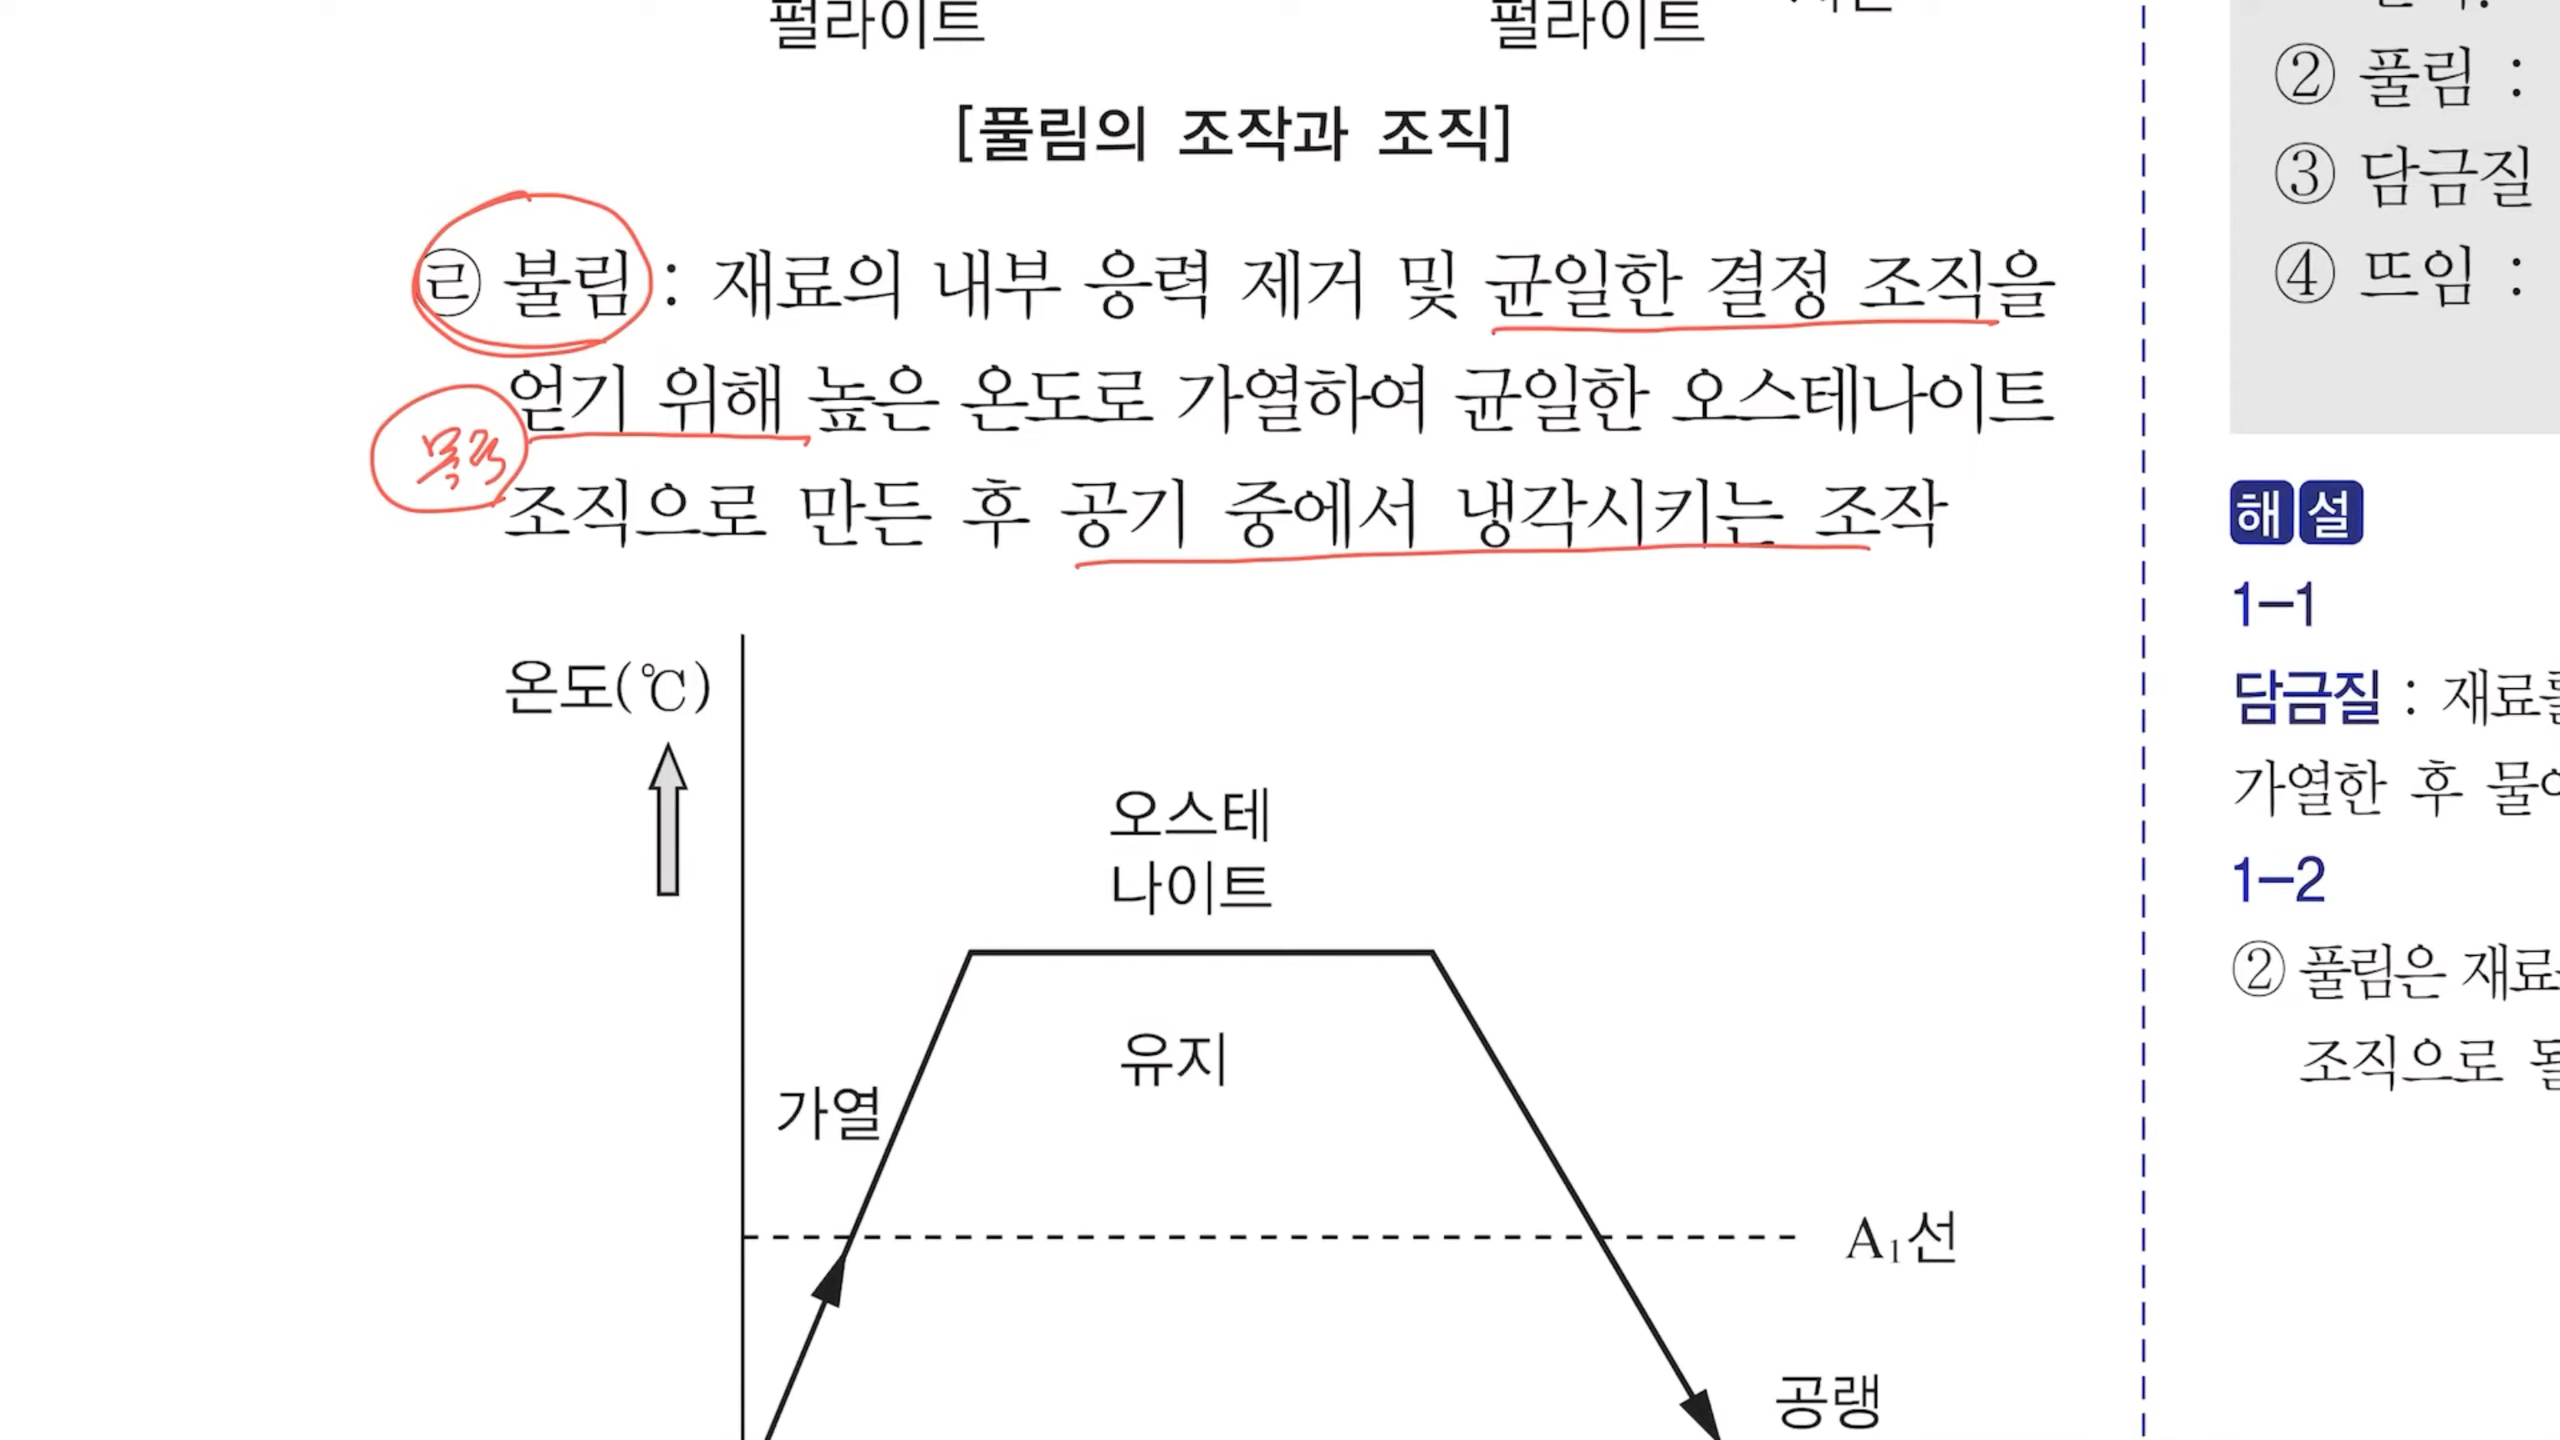 펄라이트 펄라이트
[풀림의 조작과 조직]
㉣ 불림 : 재료의 내부 응력 제거 및 균일한 결정 조직을
얻기 위해 높은 온도로 가열하여 균일한 오스테나이트
조직으로 만든 후 공기 중에서 냉각시키는 조작
온도(℃)
오스테
나이트
유지
가열
A₁선
공랭
② 풀림 :
③ 담금질
④ 뜨임 :
해설
1-1
담금질 : 재료를
가열한 후 물에
1-2
② 풀림은 재료
조직으로